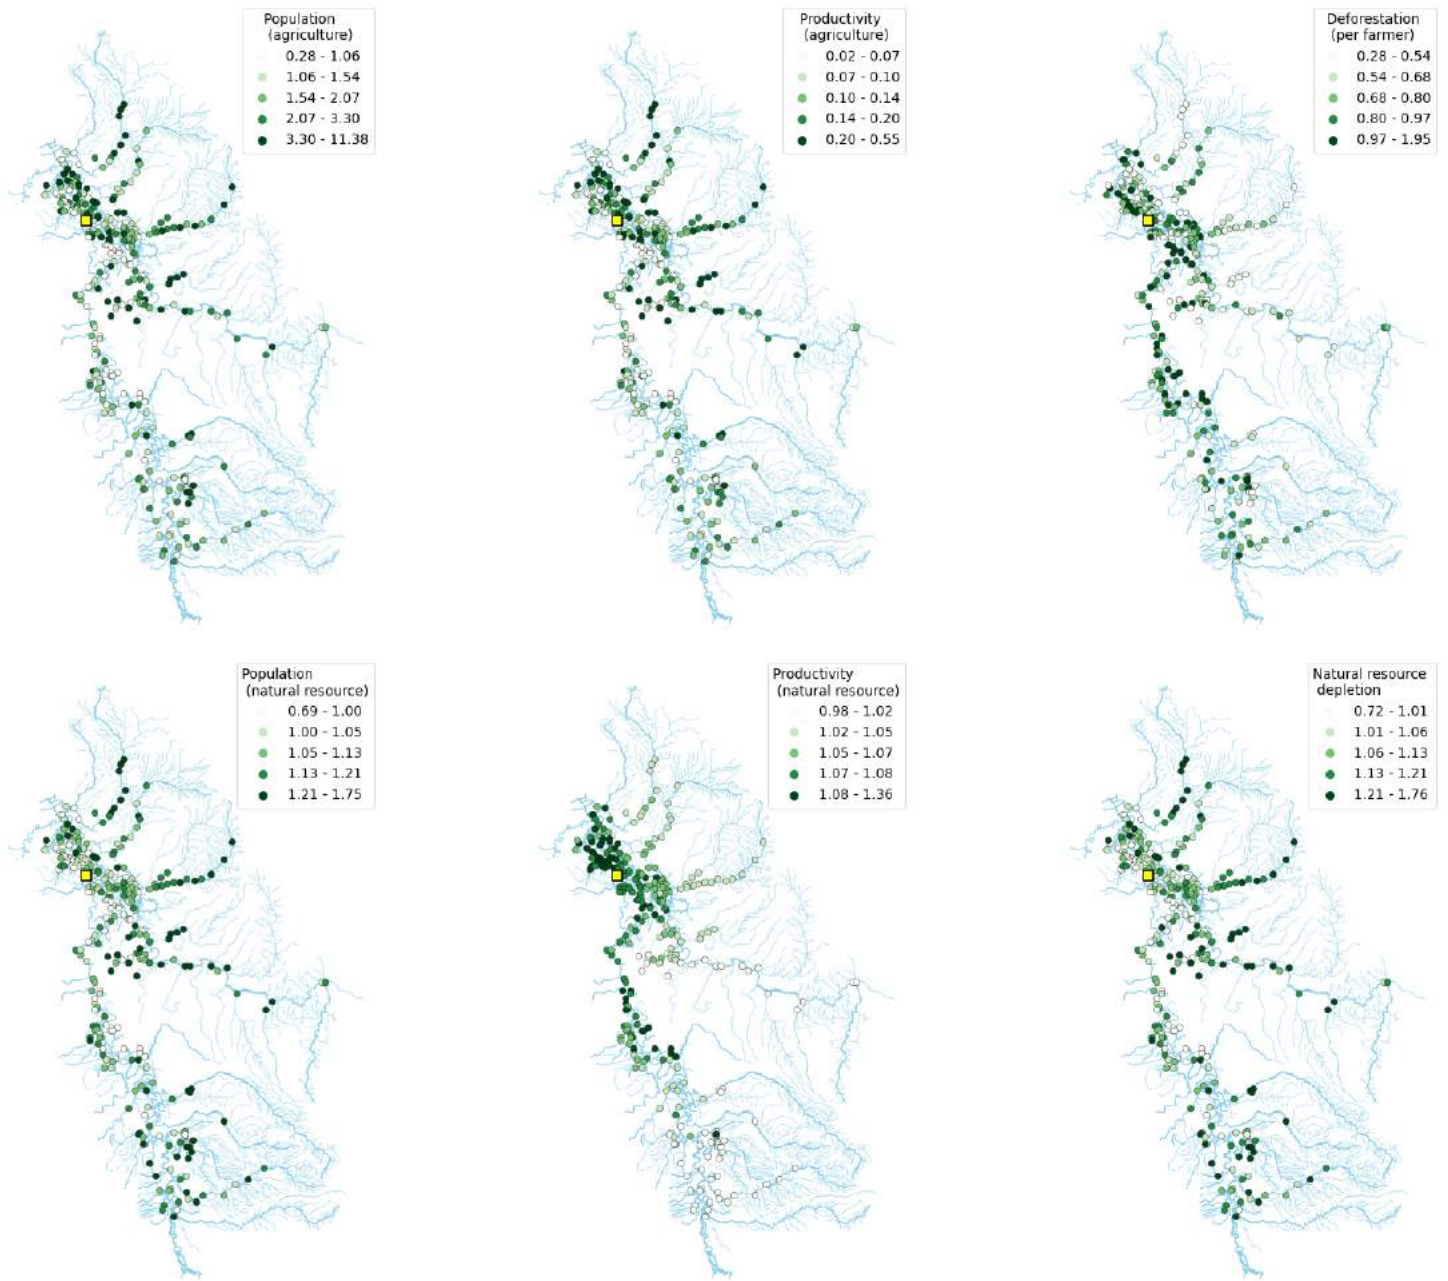 Population
(agriculture)
0.28 - 1.06
1.06 - 1.54
1.54 - 2.07
2.07 - 3.30
3.30 - 11.38
Productivity
(agriculture)
0.02 - 0.07
0.07 - 0.10
0.10 - 0.14
0.14 - 0.20
0.20 - 0.55
Deforestation
(per farmer)
0.28 - 0.54
0.54 - 0.68
0.68 - 0.80
0.80 - 0.97
0.97 - 1.95
Population
(natural resource)
0.69 - 1.00
1.00 - 1.05
1.05 - 1.13
1.13 - 1.21
1.21 - 1.75
Productivity
(natural resource)
0.98 - 1.02
1.02 - 1.05
1.05 - 1.07
1.07 - 1.08
1.08 - 1.36
Natural resource
depletion
0.72 - 1.01
1.01 - 1.06
1.06 - 1.13
1.13 - 1.21
1.21 - 1.76